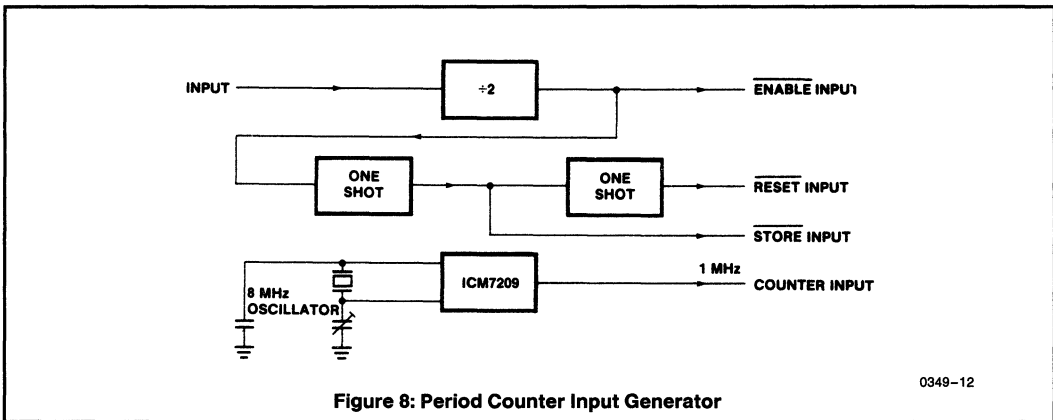 INPUT
÷2
ENABLE INPUT
ONE
SHOT
ONE
SHOT
RESET INPUT
STORE INPUT
8 MHz
OSCILLATOR
ICM7209
1 MHz
COUNTER INPUT
0349–12
Figure 8: Period Counter Input Generator